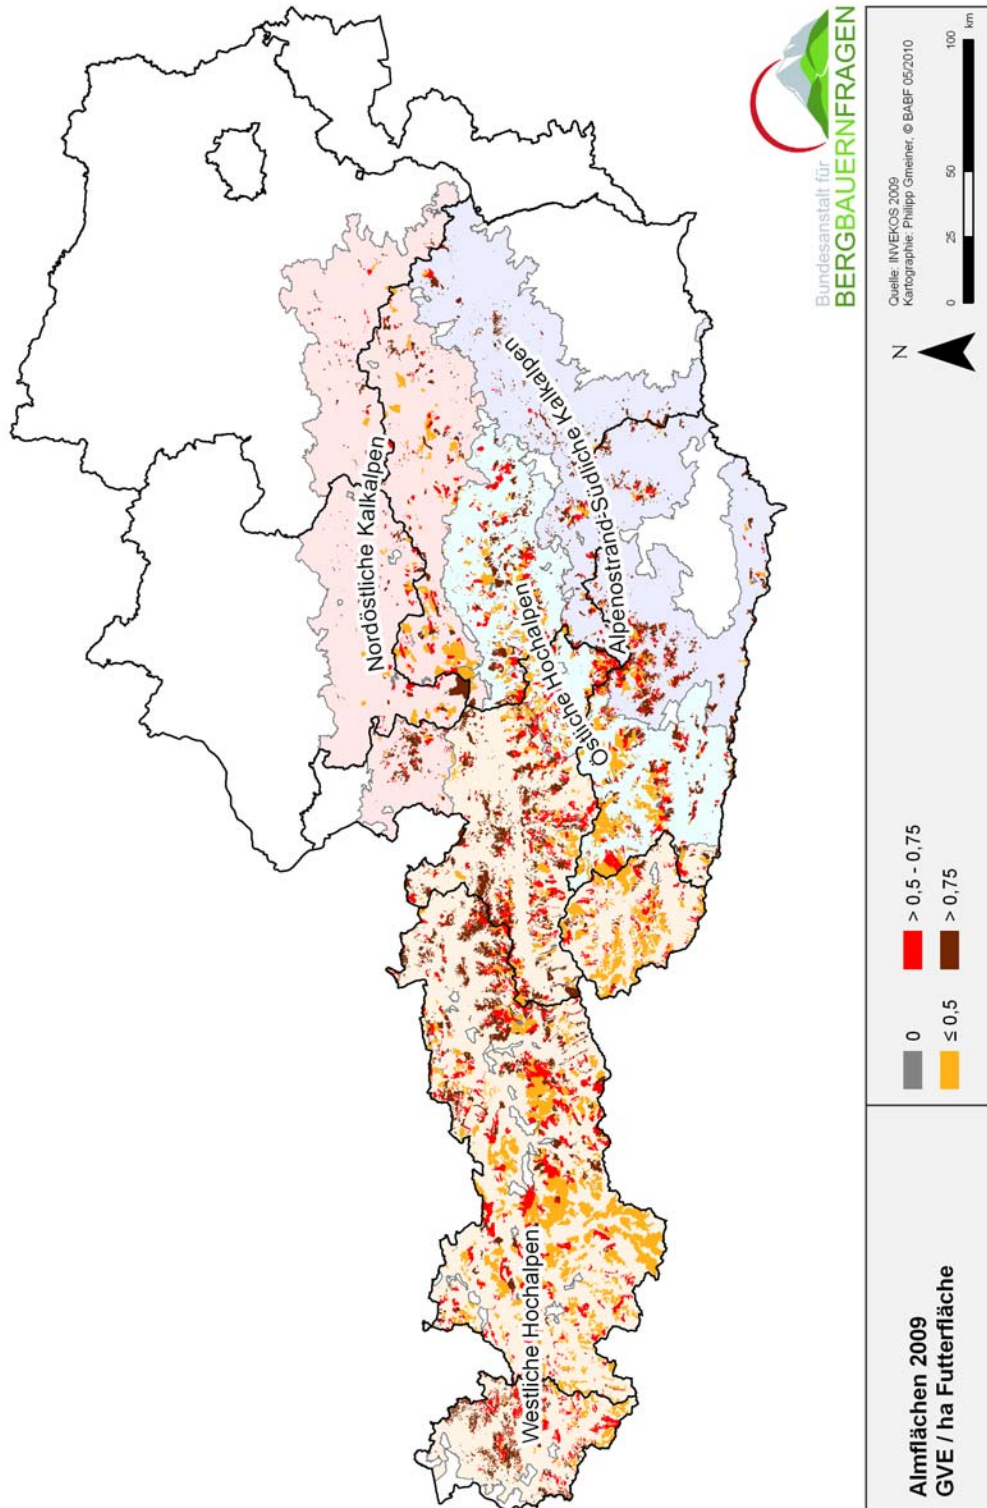 Nordöstliche Kalkalpen
Östliche Hochalpen
Alpenostrand-Südliche Kalkalpen
Westliche Hochalpen
Bundesanstalt für
BERGBAUERNFRAGEN
Almflächen 2009
GVE / ha Futterfläche
0
> 0,5 - 0,75
≤ 0,5
> 0,75
N
Quelle: INVEKOS 2009
Kartographie: Philipp Gmeiner, © BABF 05/2010
0 25 50 100
km